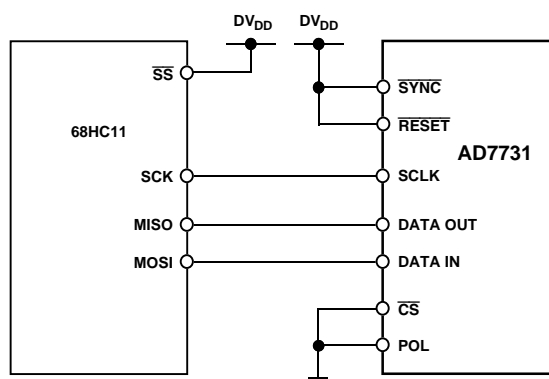 DVDD DVDD
SS
SYNC
68HC11
RESET
AD7731
SCK SCLK
MISO DATA OUT
MOSI DATA IN
CS
POL